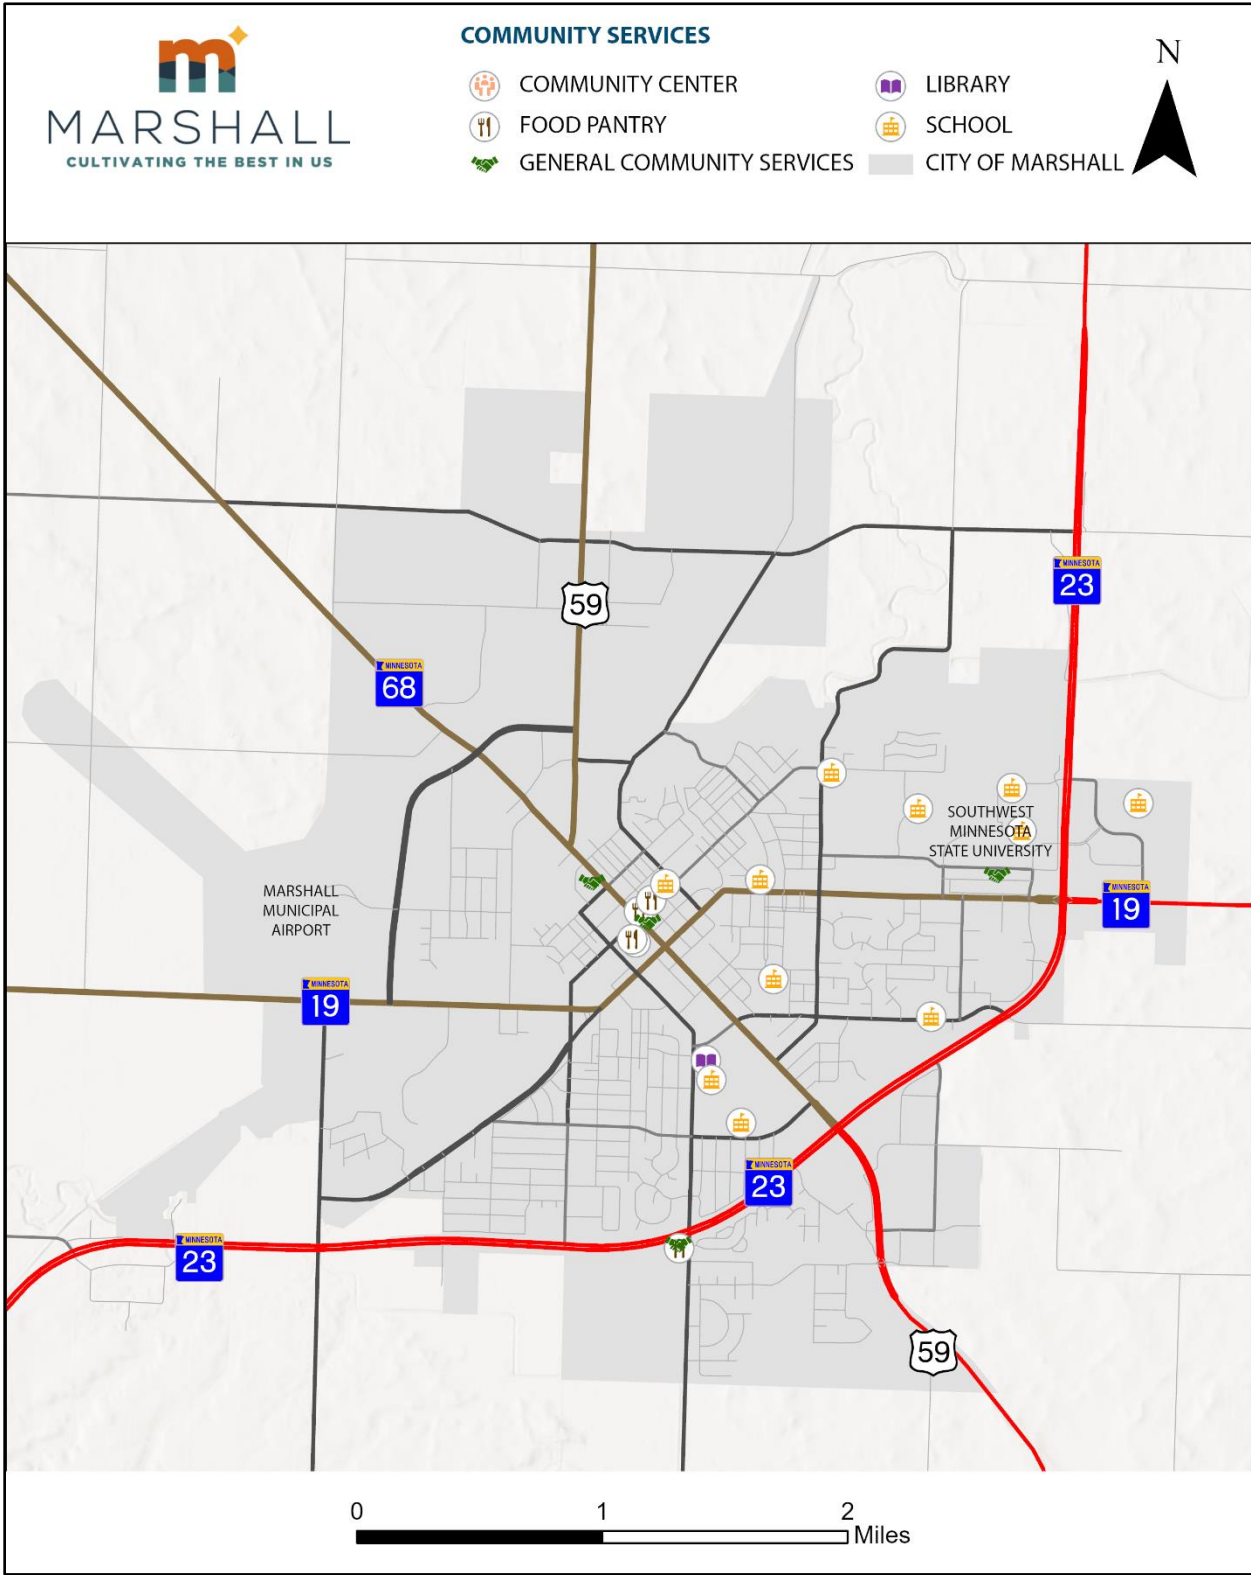 m
MARSHALL
CULTIVATING THE BEST IN US
COMMUNITY SERVICES
COMMUNITY CENTER
FOOD PANTRY
GENERAL COMMUNITY SERVICES
LIBRARY
SCHOOL
CITY OF MARSHALL
N
MINNESOTA
23
59
MINNESOTA
68
SOUTHWEST
MINNESOTA
STATE UNIVERSITY
MARSHALL
MUNICIPAL
AIRPORT
MINNESOTA
19
MINNESOTA
19
MINNESOTA
23
MINNESOTA
23
59
0 1 2
Miles